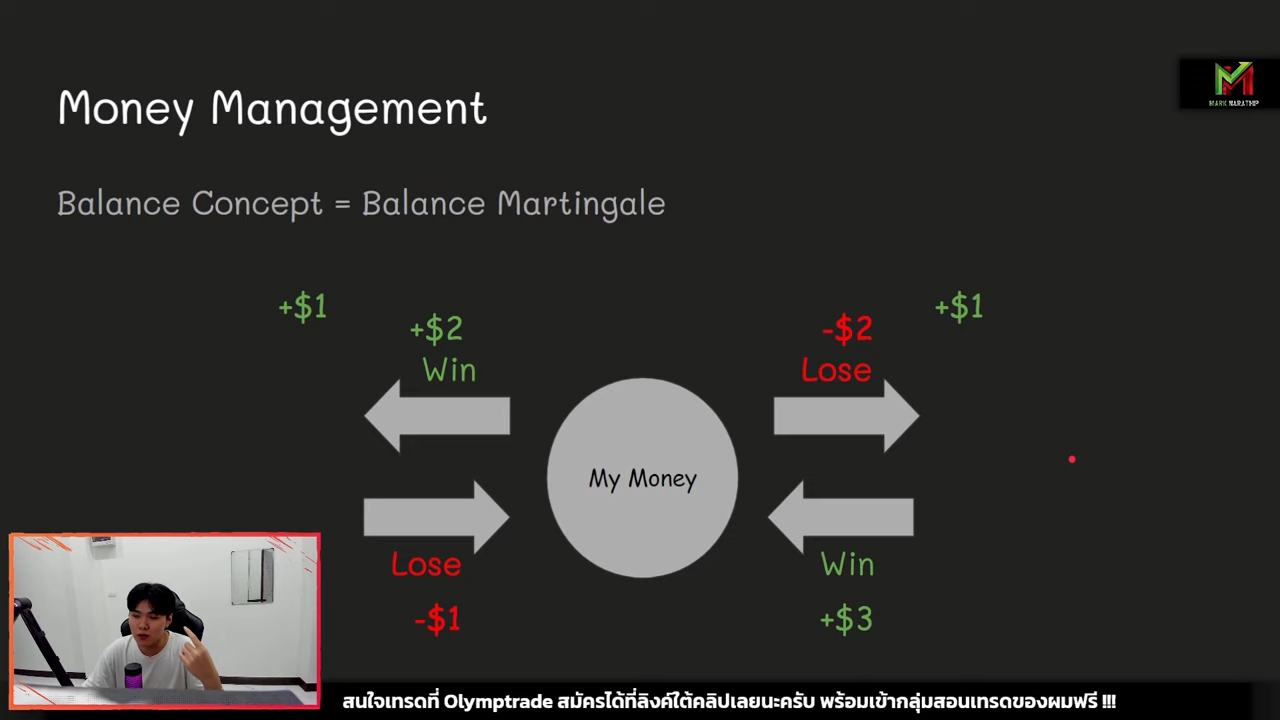 Money Management
MARK NARATHIP
Balance Concept = Balance Martingale
+$1
+$2
Win
-$2
Lose
+$1
My Money
Lose
-$1
Win
+$3
สนใจเทรดที่ Olymptrade สมัครได้ที่ลิงค์ใต้คลิปเลยนะครับ พร้อมเข้ากลุ่มสอนเทรดของผมฟรี !!!